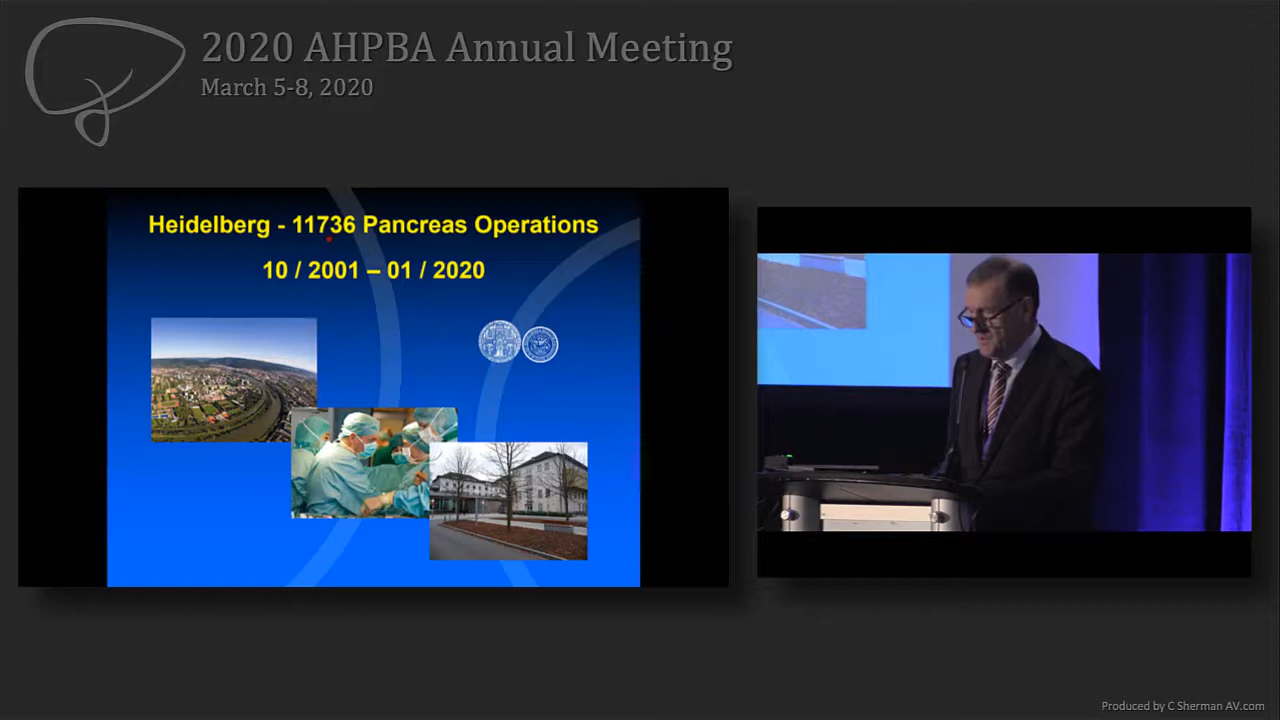 2020 AHPBA Annual Meeting
March 5-8, 2020
Heidelberg - 11736 Pancreas Operations
10 / 2001 – 01 / 2020
Produced by C Sherman AV.com